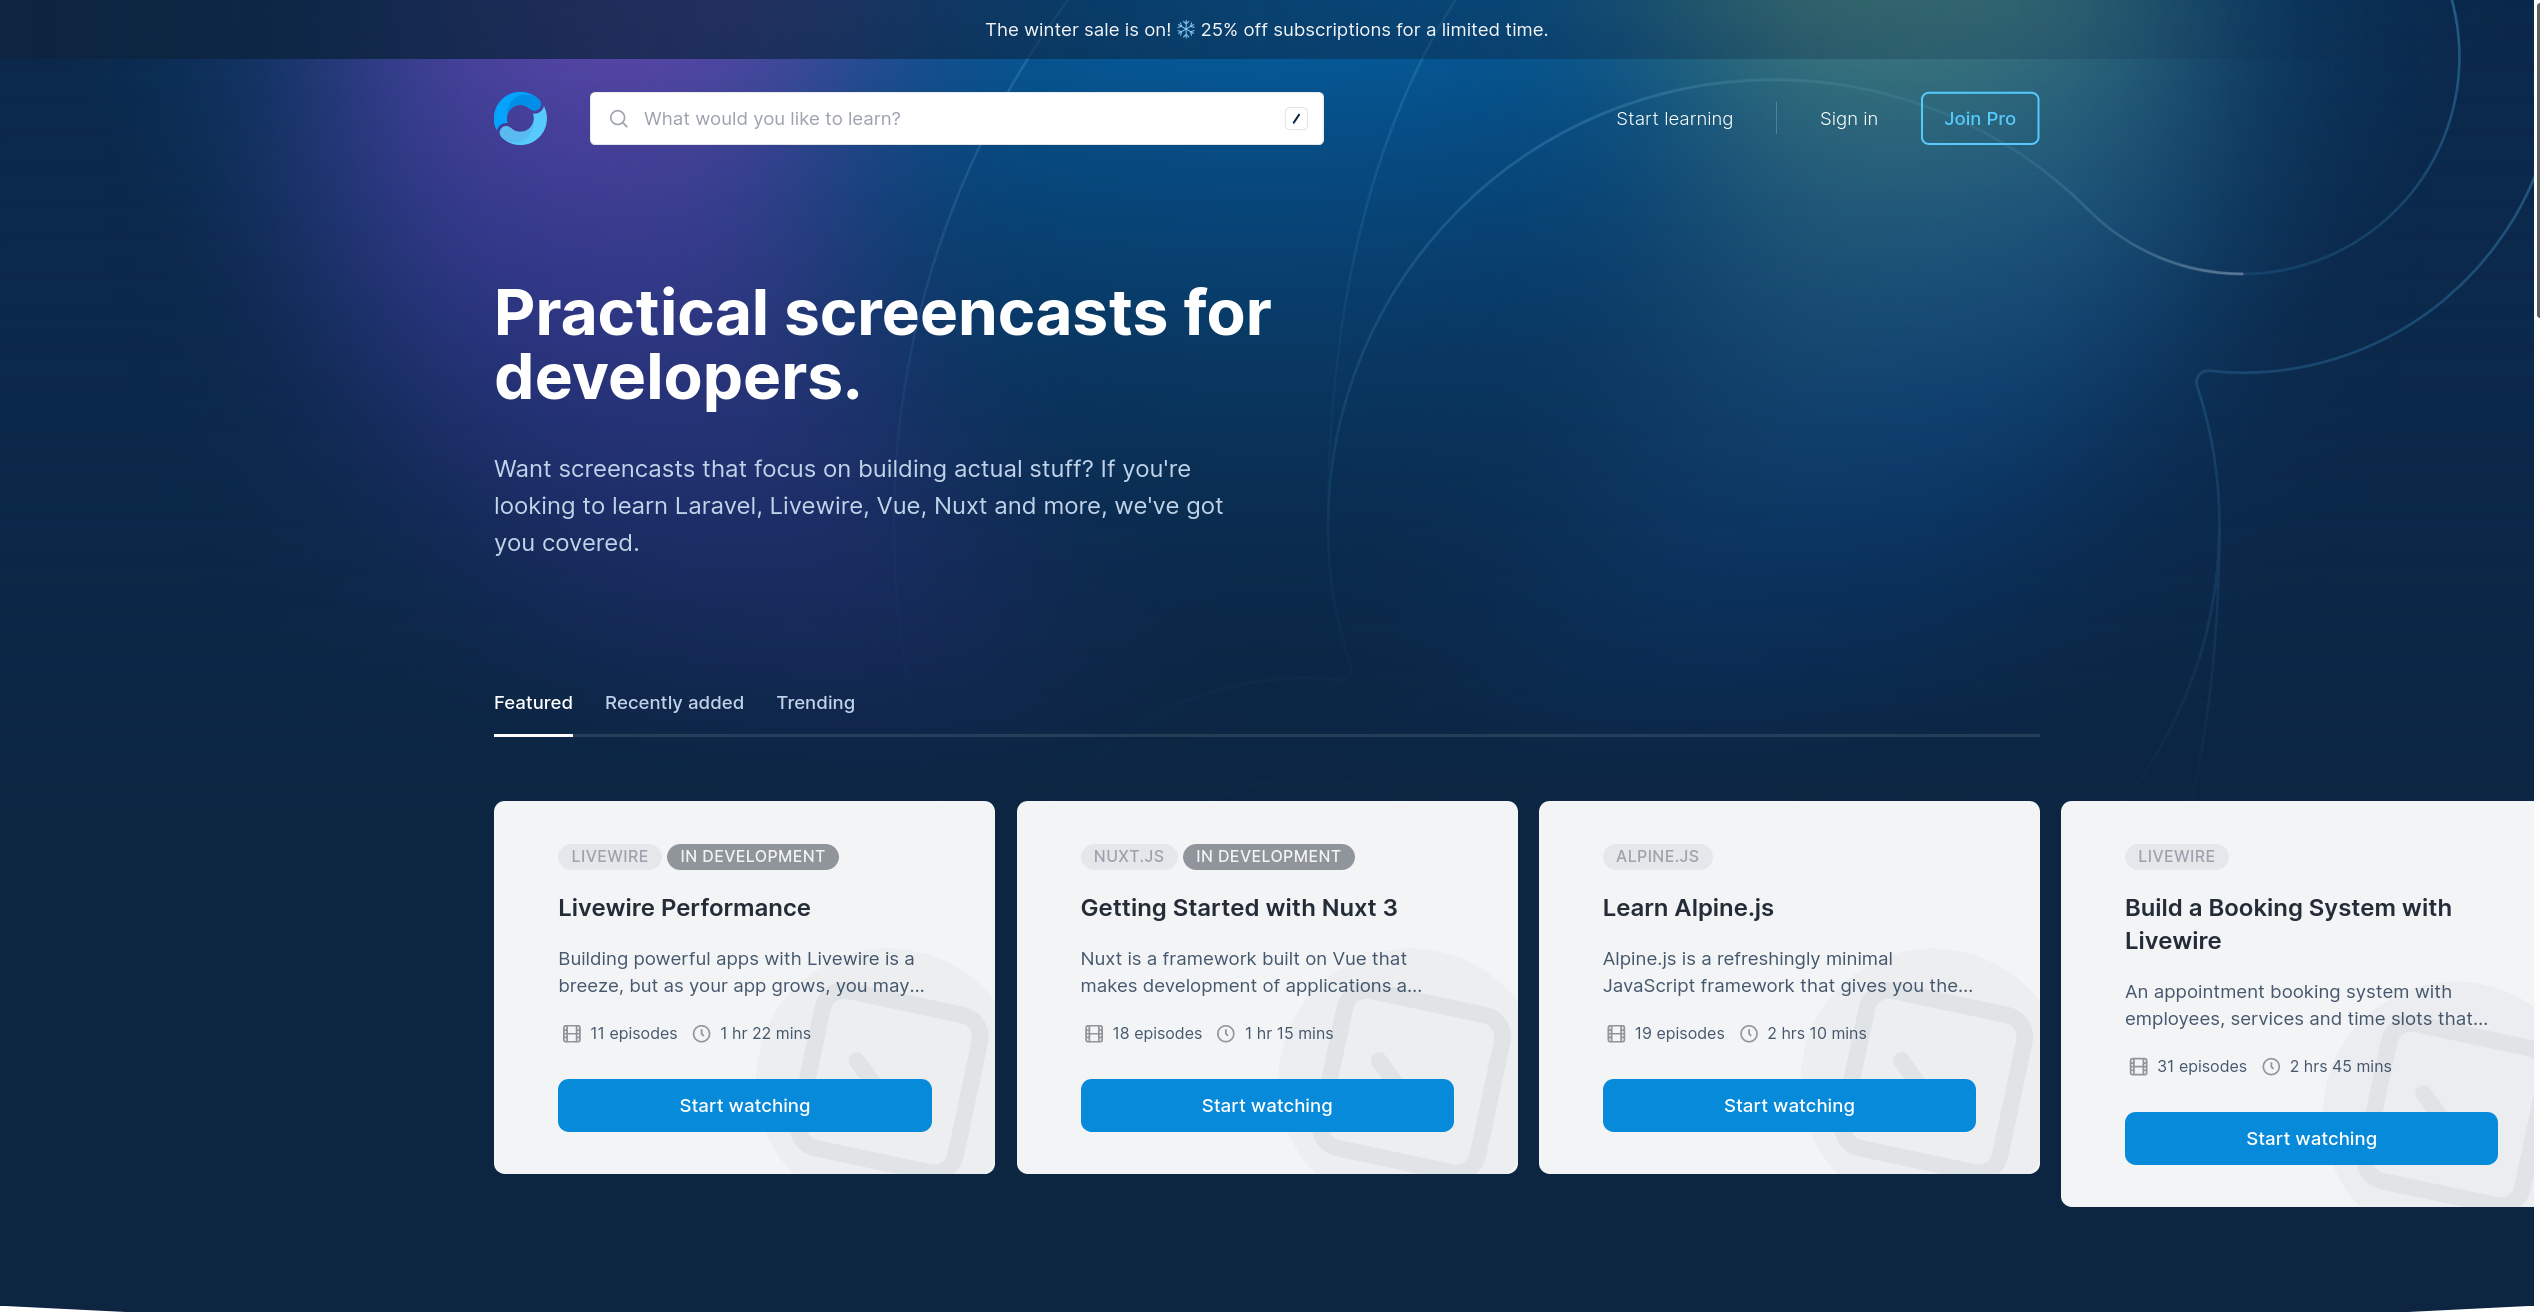 The winter sale is on! ❄️ 25% off subscriptions for a limited time.
What would you like to learn?
/
Start learning
Sign in
Join Pro
Practical screencasts for
developers.
Want screencasts that focus on building actual stuff? If you're
looking to learn Laravel, Livewire, Vue, Nuxt and more, we've got
you covered.
Featured
Recently added
Trending
LIVEWIRE
IN DEVELOPMENT
Livewire Performance
Building powerful apps with Livewire is a
breeze, but as your app grows, you may...
11 episodes
1 hr 22 mins
Start watching
NUXT.JS
IN DEVELOPMENT
Getting Started with Nuxt 3
Nuxt is a framework built on Vue that
makes development of applications a...
18 episodes
1 hr 15 mins
Start watching
ALPINE.JS
Learn Alpine.js
Alpine.js is a refreshingly minimal
JavaScript framework that gives you the...
19 episodes
2 hrs 10 mins
Start watching
LIVEWIRE
Build a Booking System with
Livewire
An appointment booking system with
employees, services and time slots that...
31 episodes
2 hrs 45 mins
Start watching